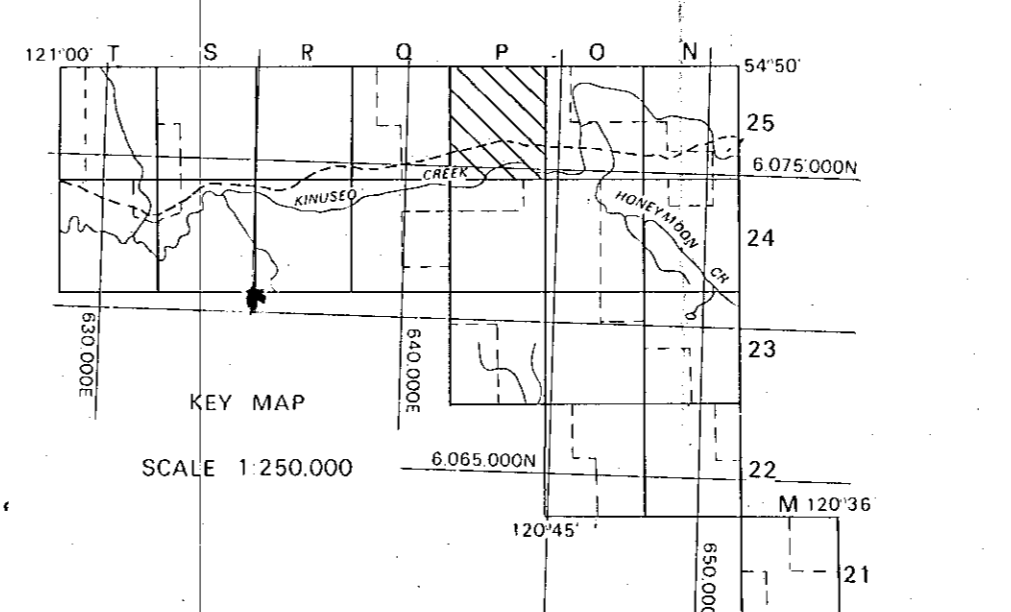 121°00' T S R Q P O N 54°50'
25
6.075.000N
CREEK
KINUSEO
HONEYMOON
24
CR
630.000E
640.000E
23
KEY MAP
SCALE 1:250.000
6.065.000N
22
M 120°36
120°45'
650.000
21